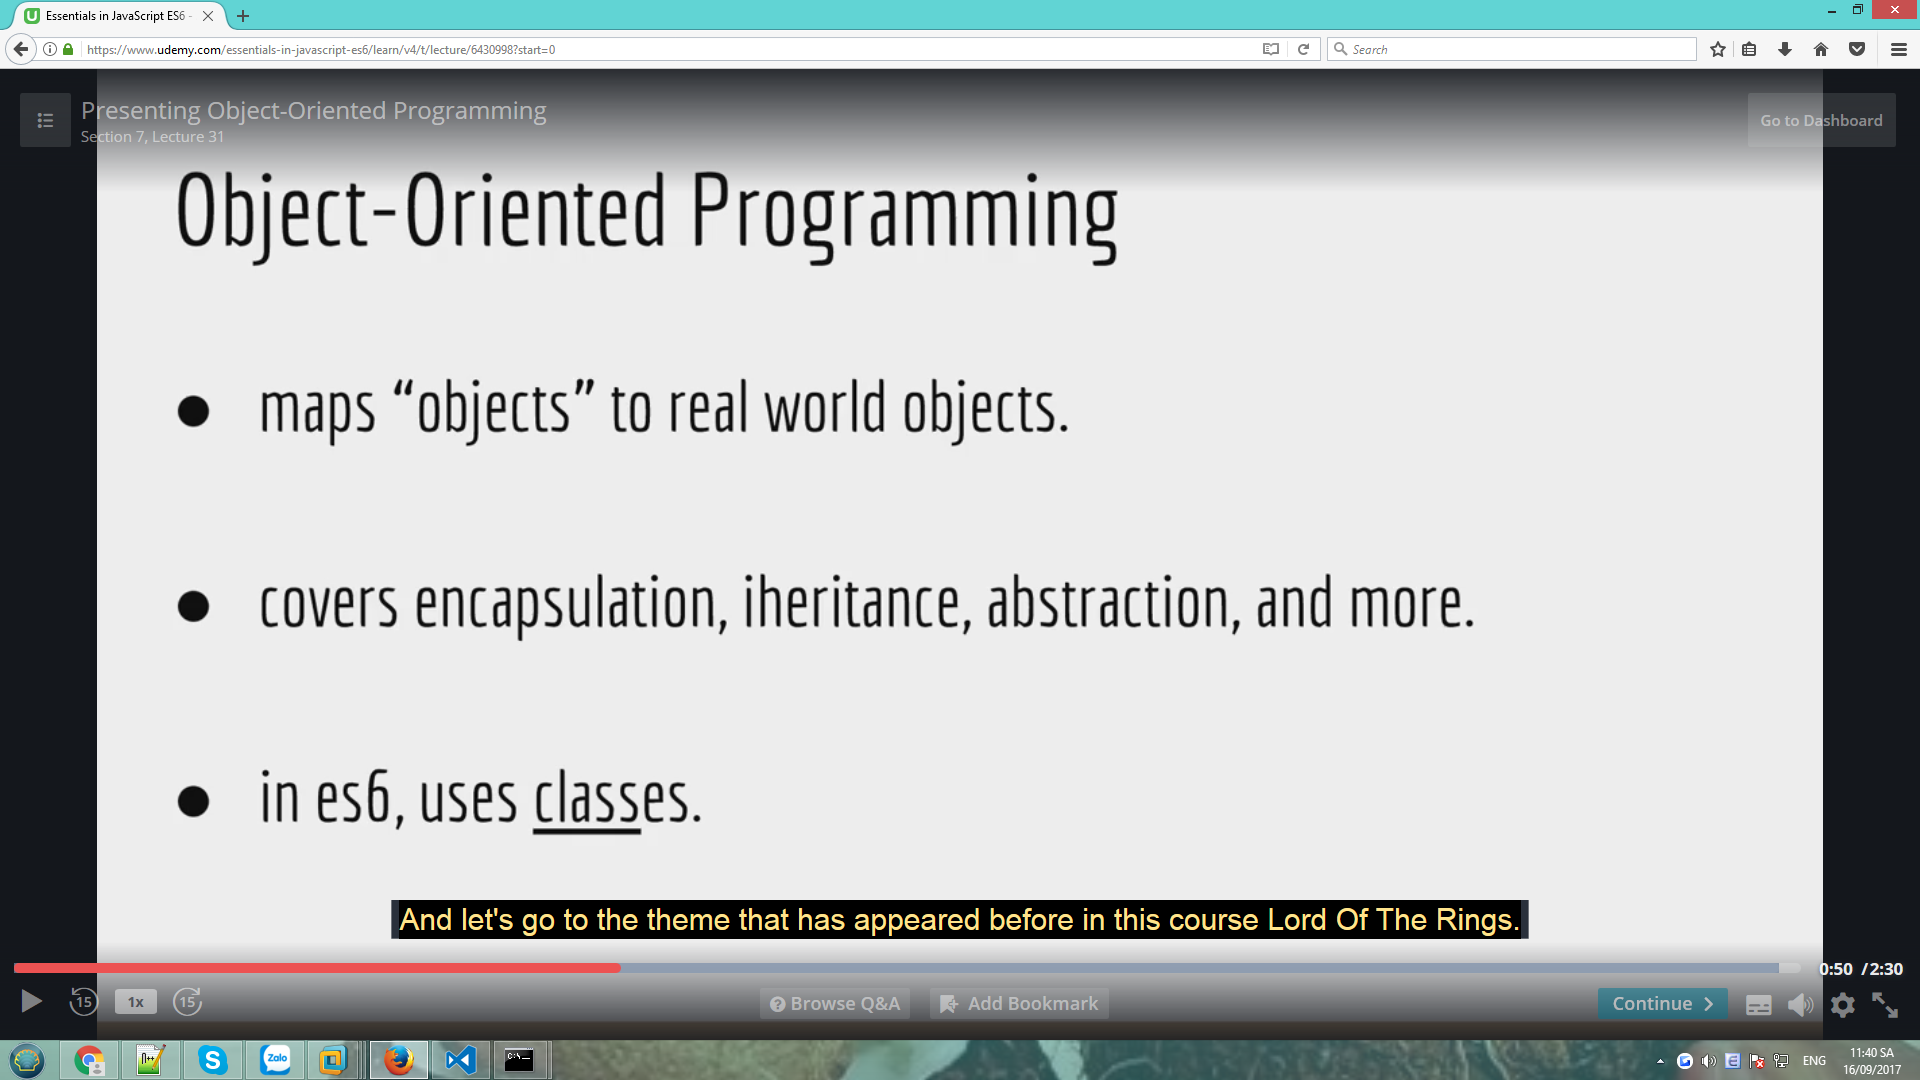 Essentials in JavaScript ES6 -
https://www.udemy.com/essentials-in-javascript-es6/learn/v4/t/lecture/6430998?start=0
Search
Presenting Object-Oriented Programming
Section 7, Lecture 31
Go to Dashboard
Object-Oriented Programming
● maps “objects” to real world objects.
● covers encapsulation, iheritance, abstraction, and more.
● in es6, uses classes.
And let's go to the theme that has appeared before in this course Lord Of The Rings.
0:50 / 2:30
15 1x 15
Browse Q&A
Add Bookmark
Continue
Zalo
C:\
ENG
11:40 SA
16/09/2017